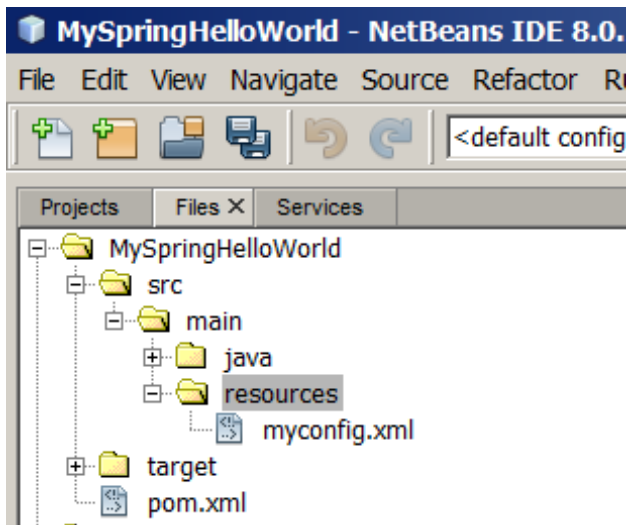 MySpringHelloWorld - NetBeans IDE 8.0.
File Edit View Navigate Source Refactor
<default config
Projects Files Services
MySpringHelloWorld
src
main
java
resources
myconfig.xml
target
pom.xml